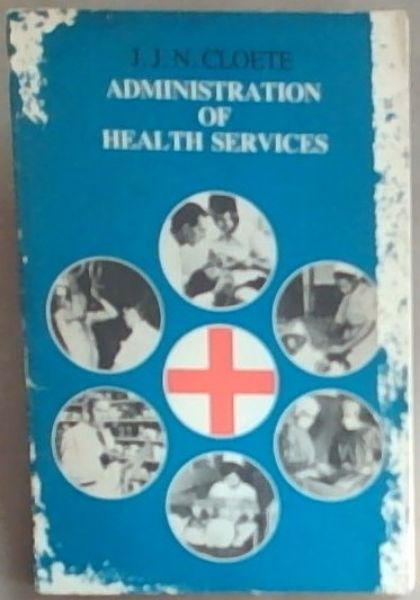 J. J. N. CLOETE
ADMINISTRATION
OF
HEALTH SERVICES